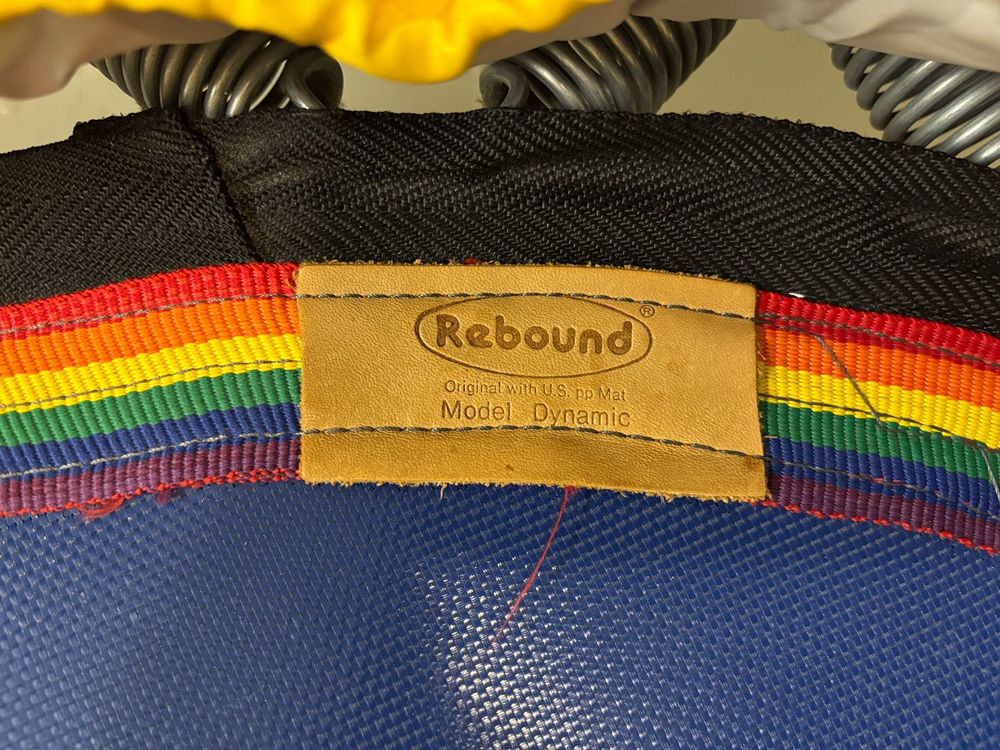 Rebound®
Original with U.S. pp Mat
Model Dynamic